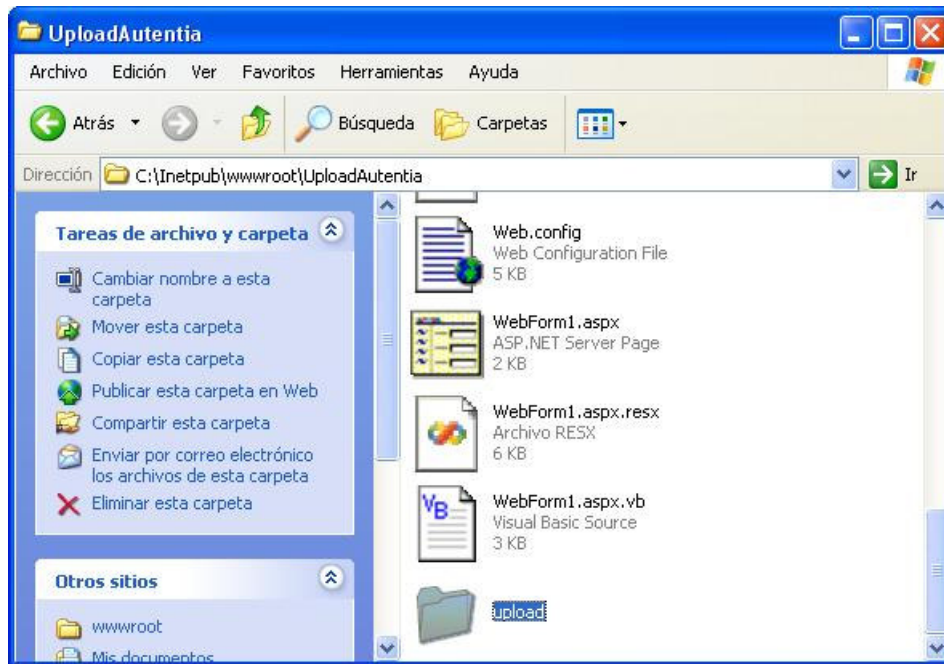 UploadAutentia
Archivo Edición Ver Favoritos Herramientas Ayuda
Atrás Búsqueda Carpetas
Dirección C:\Inetpub\wwwroot\UploadAutentia Ir
Tareas de archivo y carpeta
Cambiar nombre a esta
carpeta
Mover esta carpeta
Copiar esta carpeta
Publicar esta carpeta en Web
Compartir esta carpeta
Enviar por correo electrónico
los archivos de esta carpeta
Eliminar esta carpeta
Otros sitios
wwwroot
Mis documentos
Web.config
Web Configuration File
5 KB
WebForm1.aspx
ASP.NET Server Page
2 KB
WebForm1.aspx.resx
Archivo RESX
6 KB
VB
WebForm1.aspx.vb
Visual Basic Source
3 KB
upload